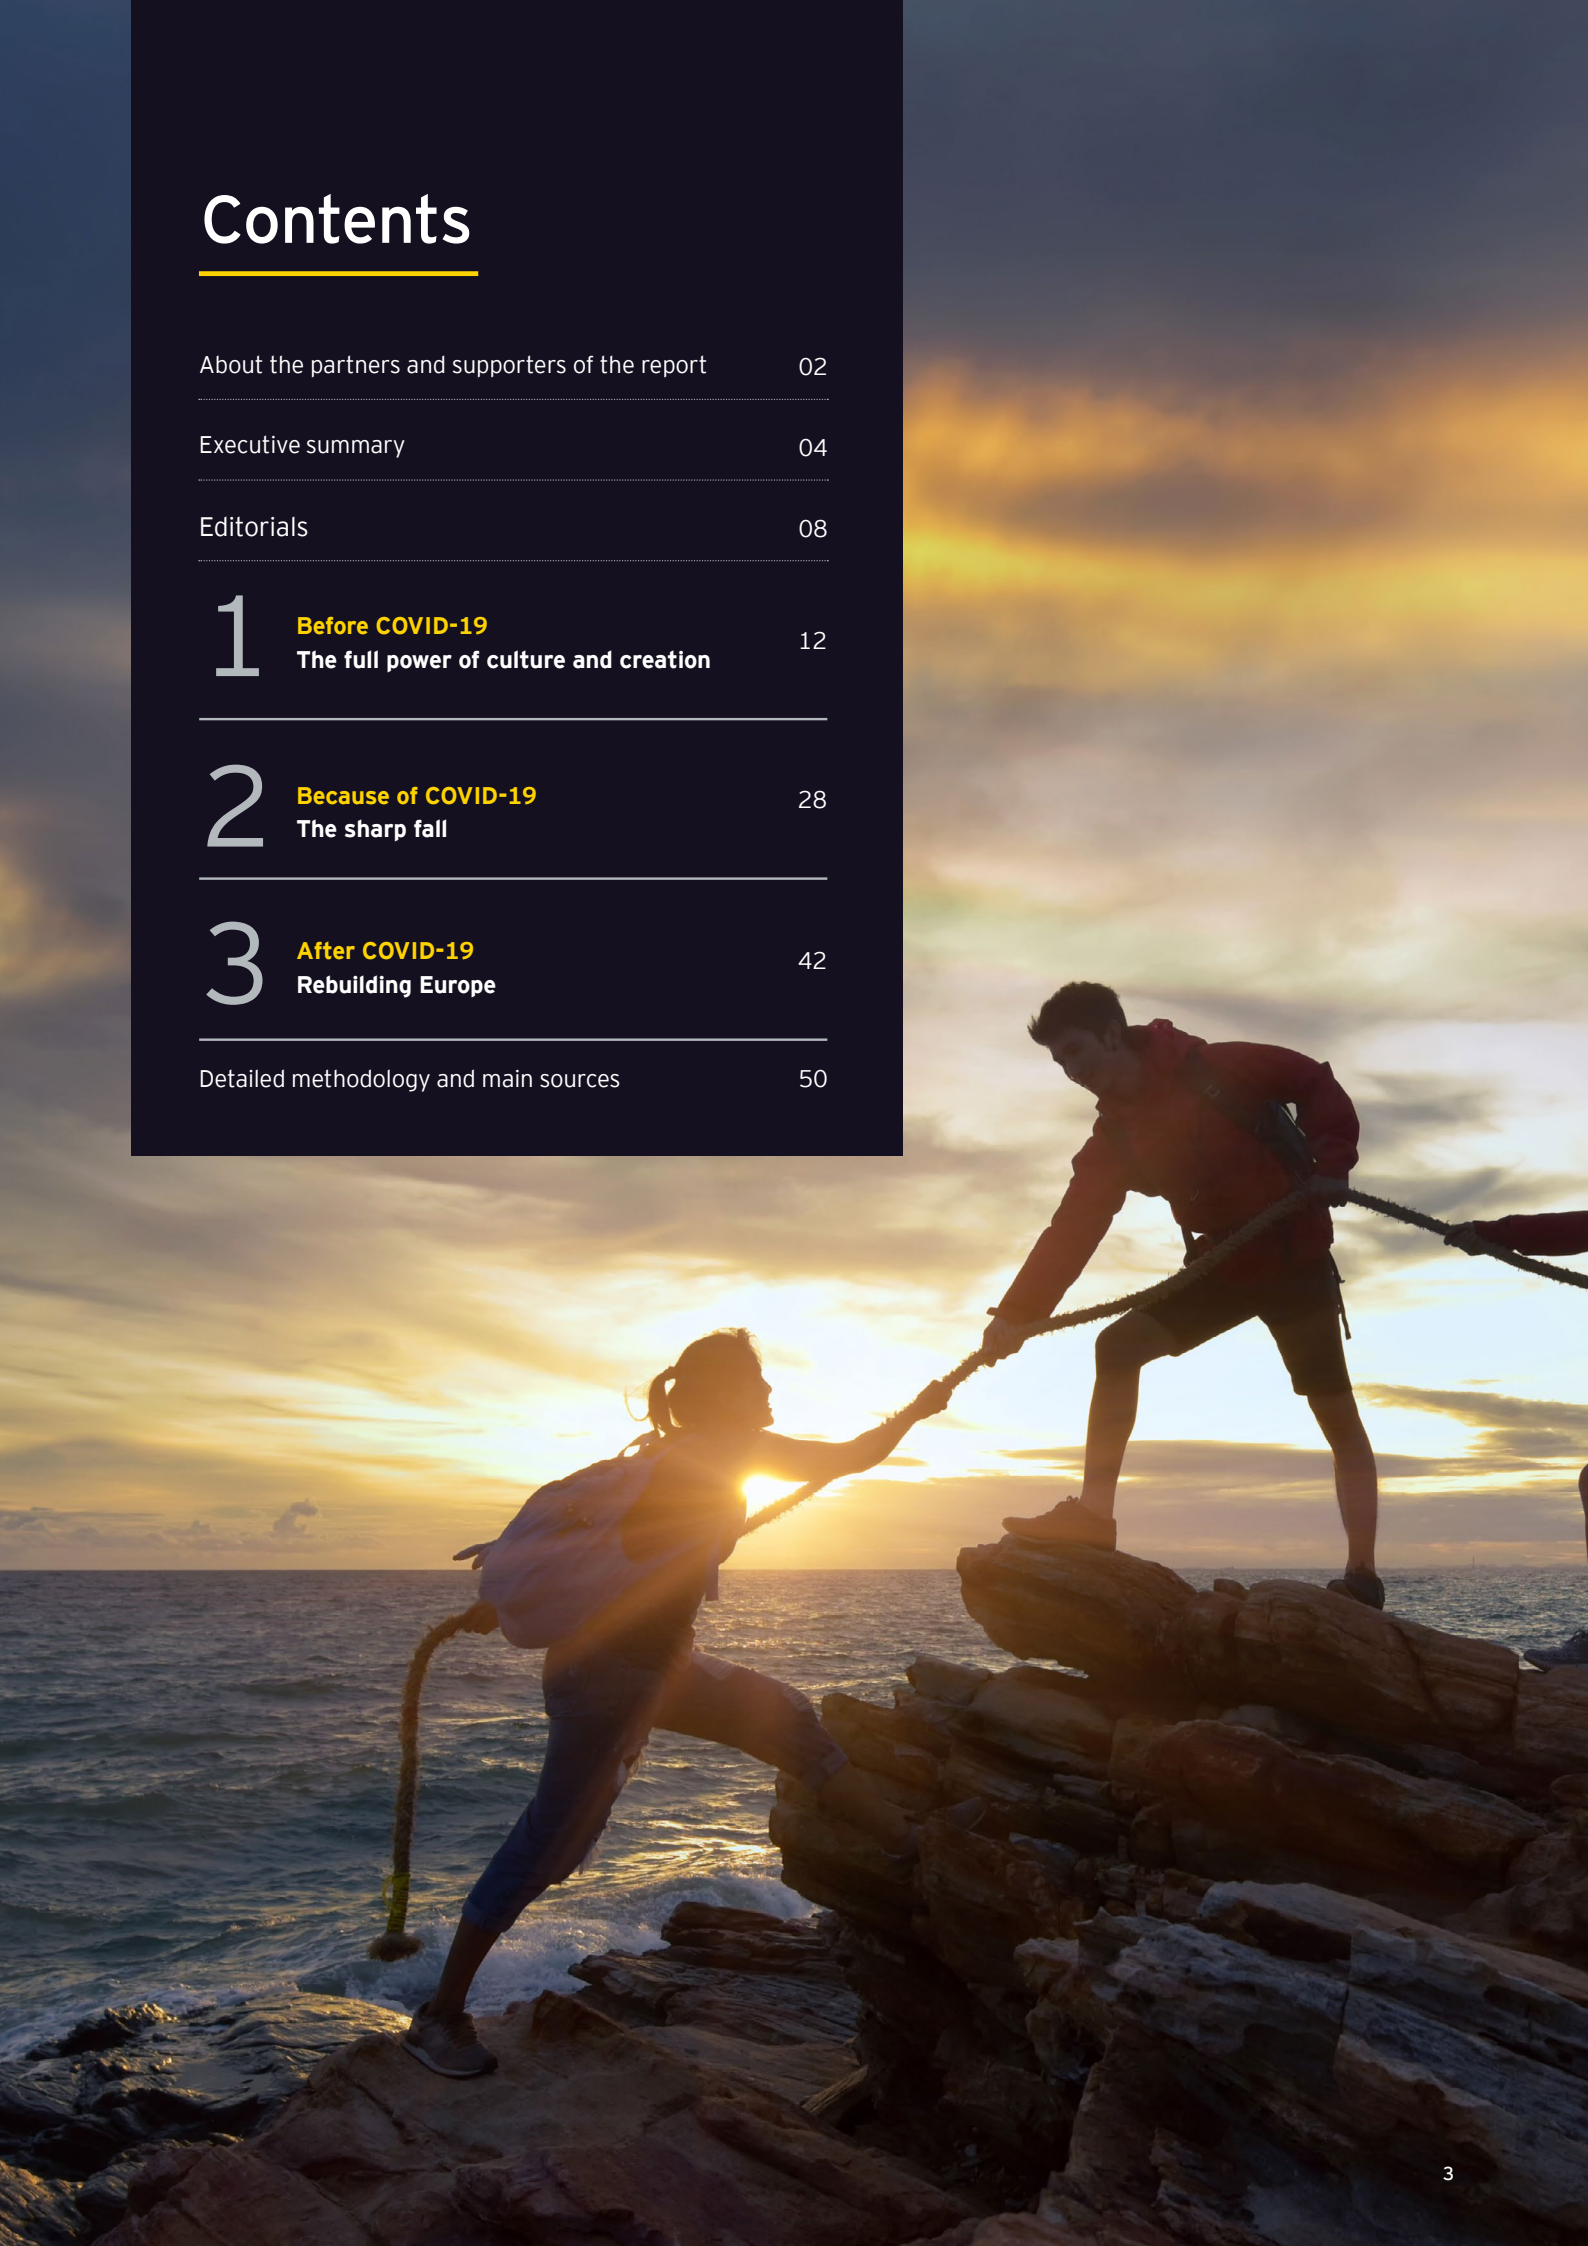 Contents
About the partners and supporters of the report 02
Executive summary 04
Editorials 08
1 Before COVID-19
The full power of culture and creation 12
2 Because of COVID-19
The sharp fall 28
3 After COVID-19
Rebuilding Europe 42
Detailed methodology and main sources 50
3